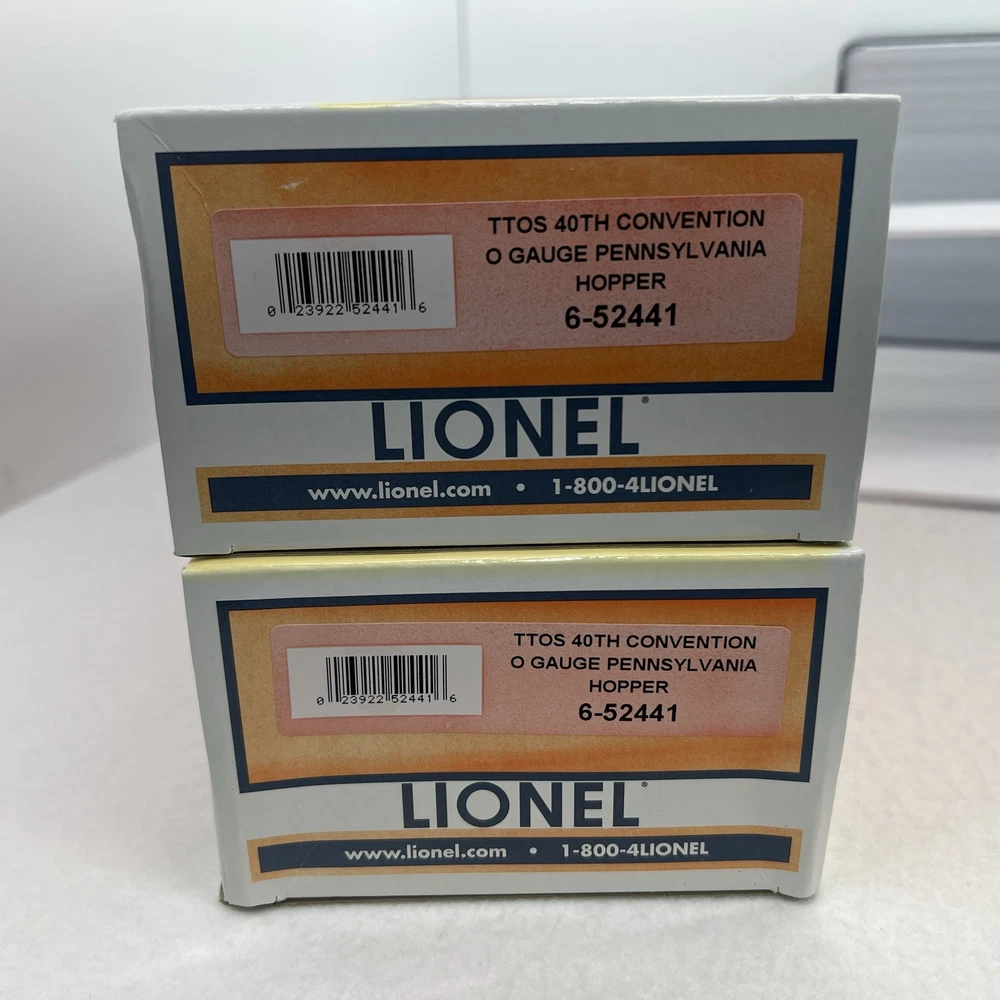 TTOS 40TH CONVENTION
O GAUGE PENNSYLVANIA
HOPPER
6-52441
0 23922 52441 6
LIONEL®
www.lionel.com • 1-800-4LIONEL
TTOS 40TH CONVENTION
O GAUGE PENNSYLVANIA
HOPPER
6-52441
0 23922 52441 6
LIONEL®
www.lionel.com • 1-800-4LIONEL